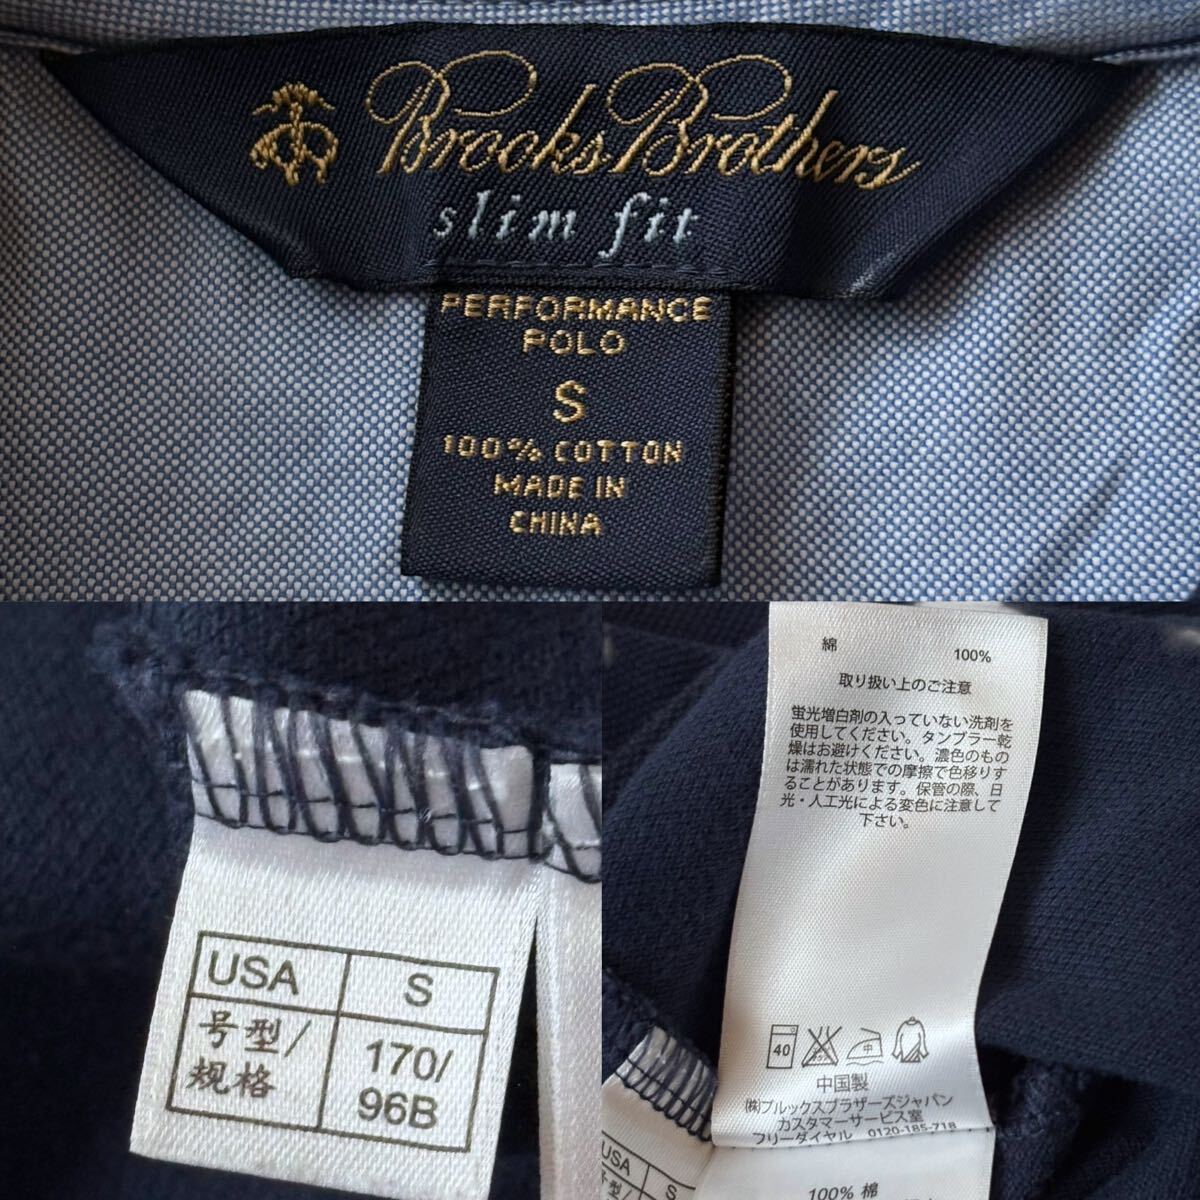 Brooks Brothers
slim fit
PERFORMANCE
POLO
S
100% COTTON
MADE IN
CHINA
USA S
号型/ 170/
规格 96B
綿 100%
取り扱い上のご注意
蛍光増白剤の入っていない洗剤を
使用してください。タンブラー乾
燥はお避けください。濃色のもの
は濡れた状態での摩擦で色移りす
ることがあります。保管の際、日
光・人工光による変色に注意して
下さい。
40 中
中国製
㈱ブルックスブラザーズジャパン
カスタマーサービス室
フリーダイヤル 0120-185-718
USA S
号型/
100% 棉